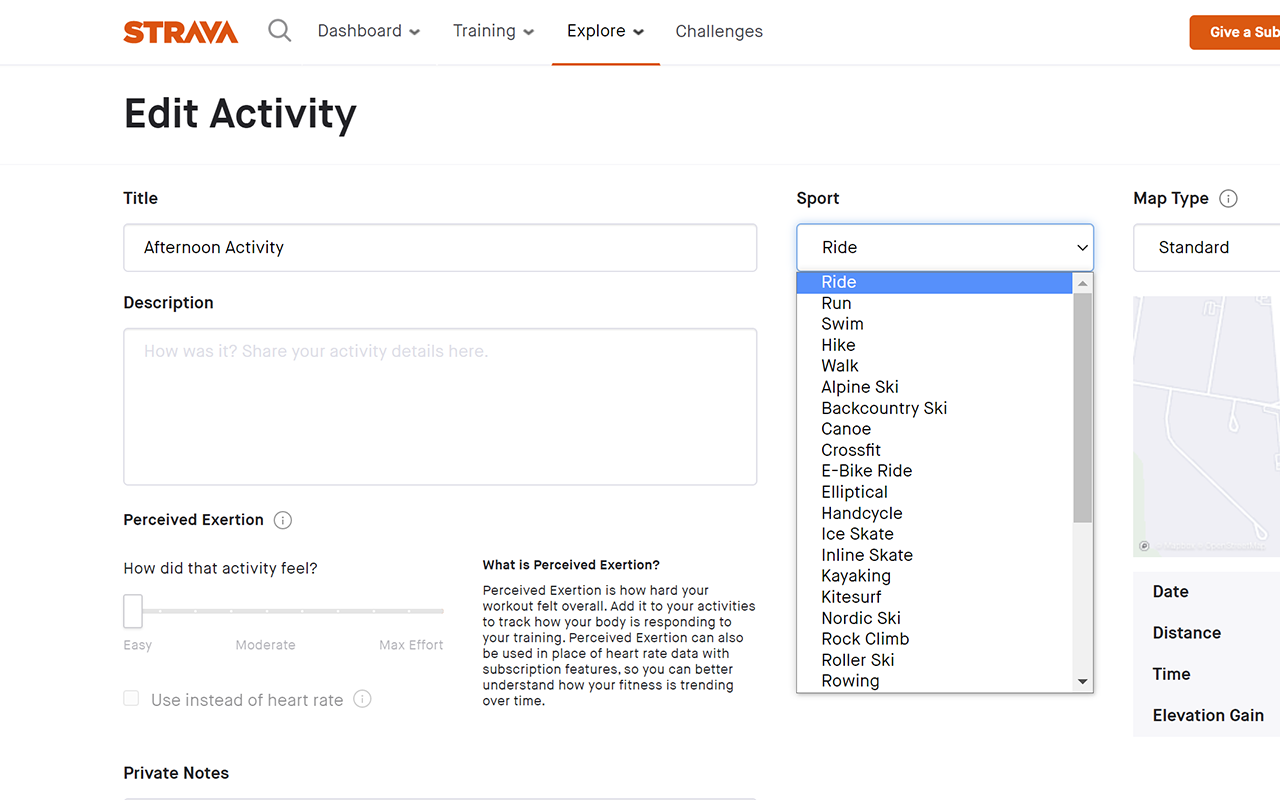 STRAVA Dashboard Training Explore Challenges Give a Sub
Edit Activity
Title
Afternoon Activity
Description
How was it? Share your activity details here.
Perceived Exertion
How did that activity feel?
Easy Moderate Max Effort
Use instead of heart rate
What is Perceived Exertion?
Perceived Exertion is how hard your
workout felt overall. Add it to your activities
to track how your body is responding to
your training. Perceived Exertion can also
be used in place of heart rate data with
subscription features, so you can better
understand how your fitness is trending
over time.
Private Notes
Sport
Ride
Ride
Run
Swim
Hike
Walk
Alpine Ski
Backcountry Ski
Canoe
Crossfit
E-Bike Ride
Elliptical
Handcycle
Ice Skate
Inline Skate
Kayaking
Kitesurf
Nordic Ski
Rock Climb
Roller Ski
Rowing
Map Type
Standard
Date
Distance
Time
Elevation Gain